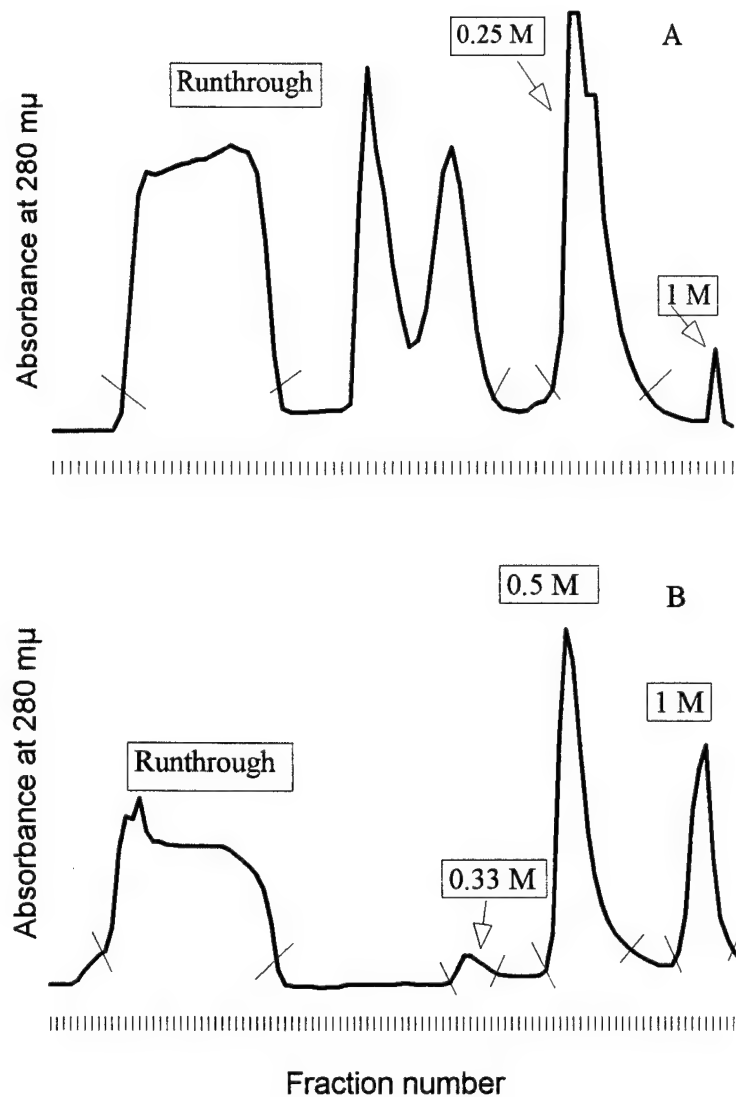 0.25 M
A
Runthrough
Absorbance at 280 mµ
1 M
0.5 M
B
1 M
Runthrough
0.33 M
Absorbance at 280 mµ
Fraction number